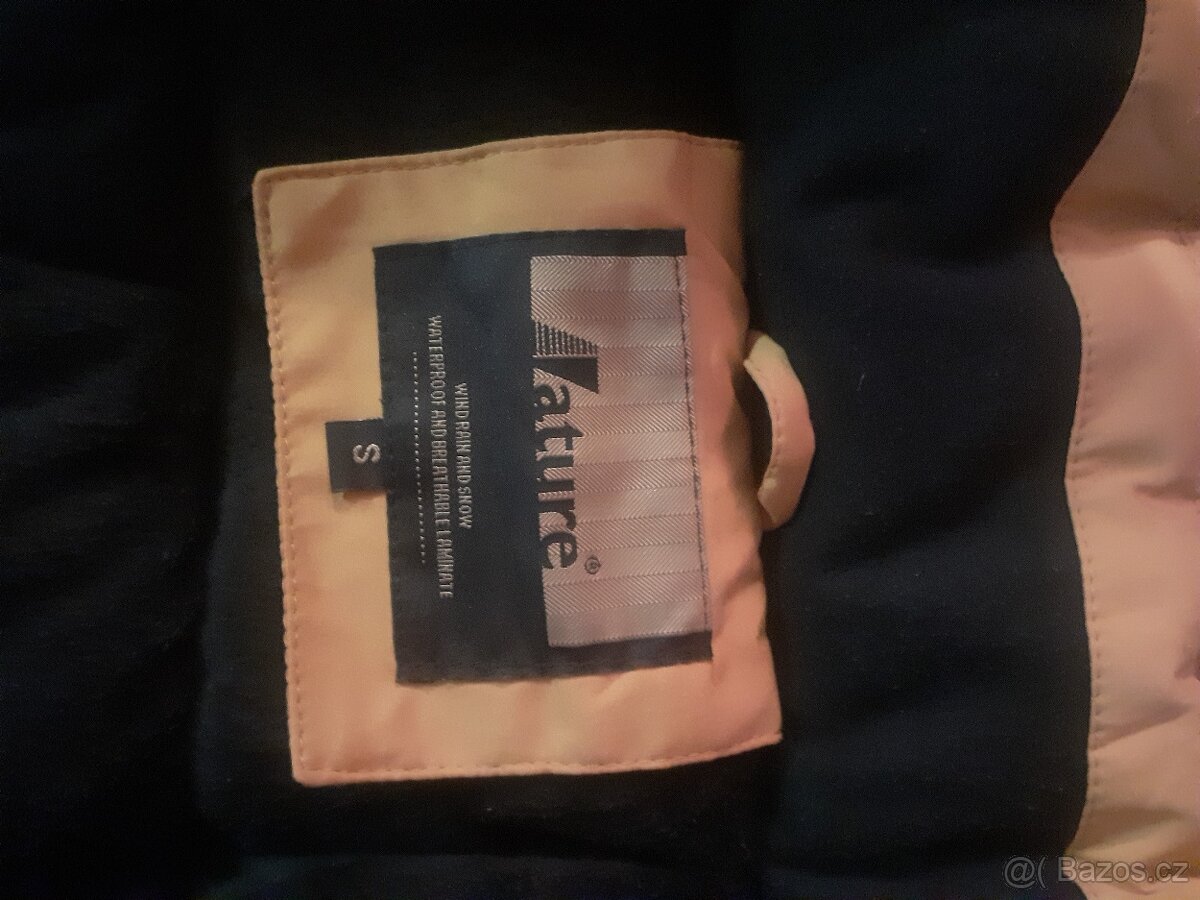 Nature®
WIND RAIN AND SNOW
WATERPROOF AND BREATHABLE LAMINATE
S
@( Bazos.cz